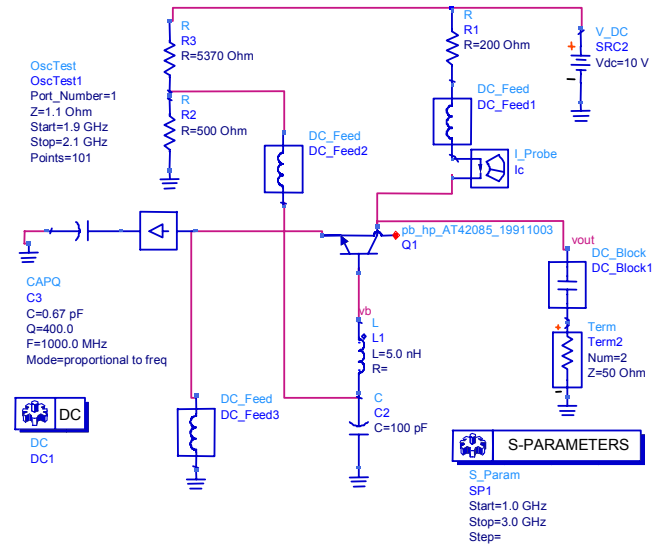 R
R3
R=5370 Ohm
R
R1
R=200 Ohm
V_DC
SRC2
Vdc=10 V
OscTest
OscTest1
Port_Number=1
Z=1.1 Ohm
Start=1.9 GHz
Stop=2.1 GHz
Points=101
R
R2
R=500 Ohm
DC_Feed
DC_Feed1
DC_Feed
DC_Feed2
I_Probe
Ic
pb_hp_AT42085_19911003
Q1
vout
DC_Block
DC_Block1
CAPQ
C3
C=0.67 pF
Q=400.0
F=1000.0 MHz
Mode=proportional to freq
vb
L
L1
L=5.0 nH
R=
Term
Term2
Num=2
Z=50 Ohm
DC_Feed
DC_Feed3
C
C2
C=100 pF
DC
DC
DC1
S-PARAMETERS
S_Param
SP1
Start=1.0 GHz
Stop=3.0 GHz
Step=